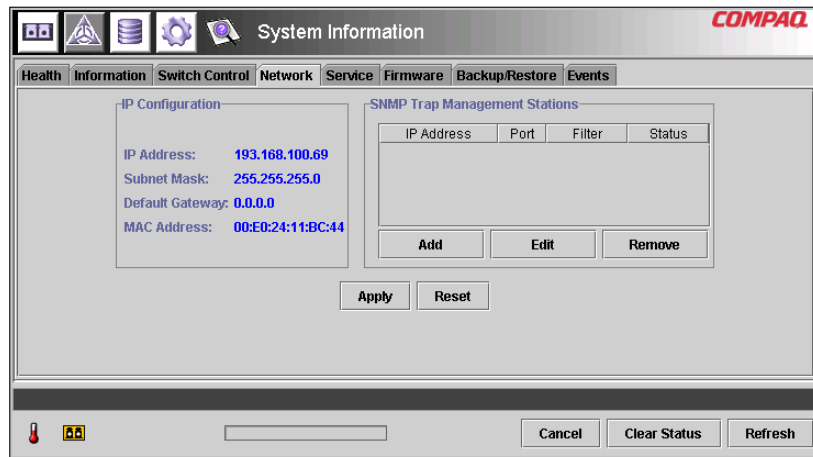 System Information
COMPAQ
Health Information Switch Control Network Service Firmware Backup/Restore Events
IP Configuration
IP Address: 193.168.100.69
Subnet Mask: 255.255.255.0
Default Gateway: 0.0.0.0
MAC Address: 00:E0:24:11:BC:44
SNMP Trap Management Stations
IP Address Port Filter Status
Add Edit Remove
Apply Reset
Cancel Clear Status Refresh